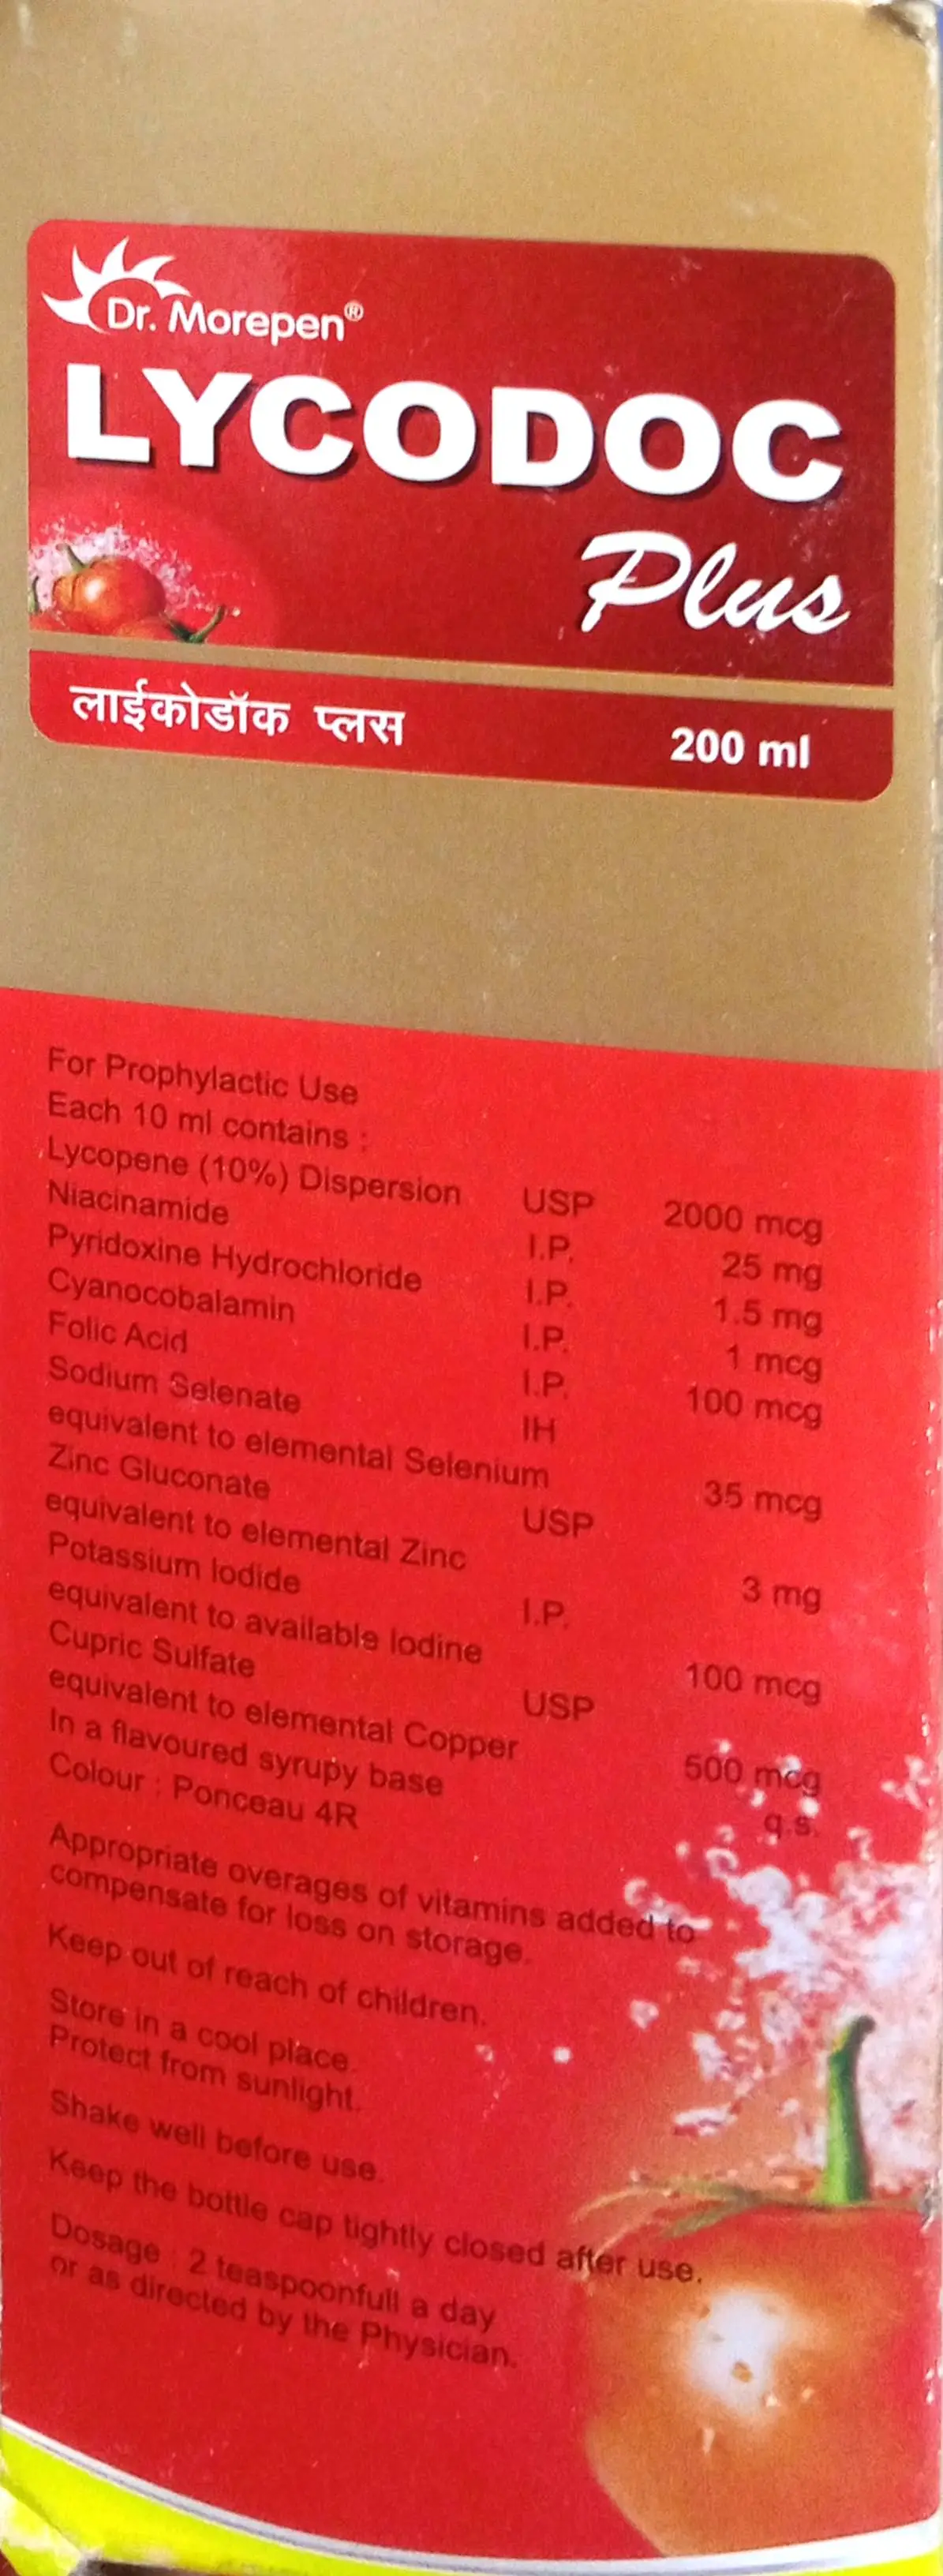 Dr. Morepen®
LYCODOC
Plus
लाईकोडॉक प्लस 200 ml
For Prophylactic Use
Each 10 ml contains :
Lycopene (10%) Dispersion USP 2000 mcg
Niacinamide I.P. 25 mg
Pyridoxine Hydrochloride I.P. 1.5 mg
Cyanocobalamin I.P. 1 mcg
Folic Acid I.P. 100 mcg
Sodium Selenate IH
equivalent to elemental Selenium 35 mcg
Zinc Gluconate USP
equivalent to elemental Zinc 3 mg
Potassium Iodide I.P.
equivalent to available Iodine 100 mcg
Cupric Sulfate USP
equivalent to elemental Copper 500 mcg
In a flavoured syrupy base q.s.
Colour : Ponceau 4R
Appropriate overages of vitamins added to
compensate for loss on storage.
Keep out of reach of children.
Store in a cool place.
Protect from sunlight.
Shake well before use.
Keep the bottle cap tightly closed after use.
Dosage : 2 teaspoonfull a day
or as directed by the Physician.